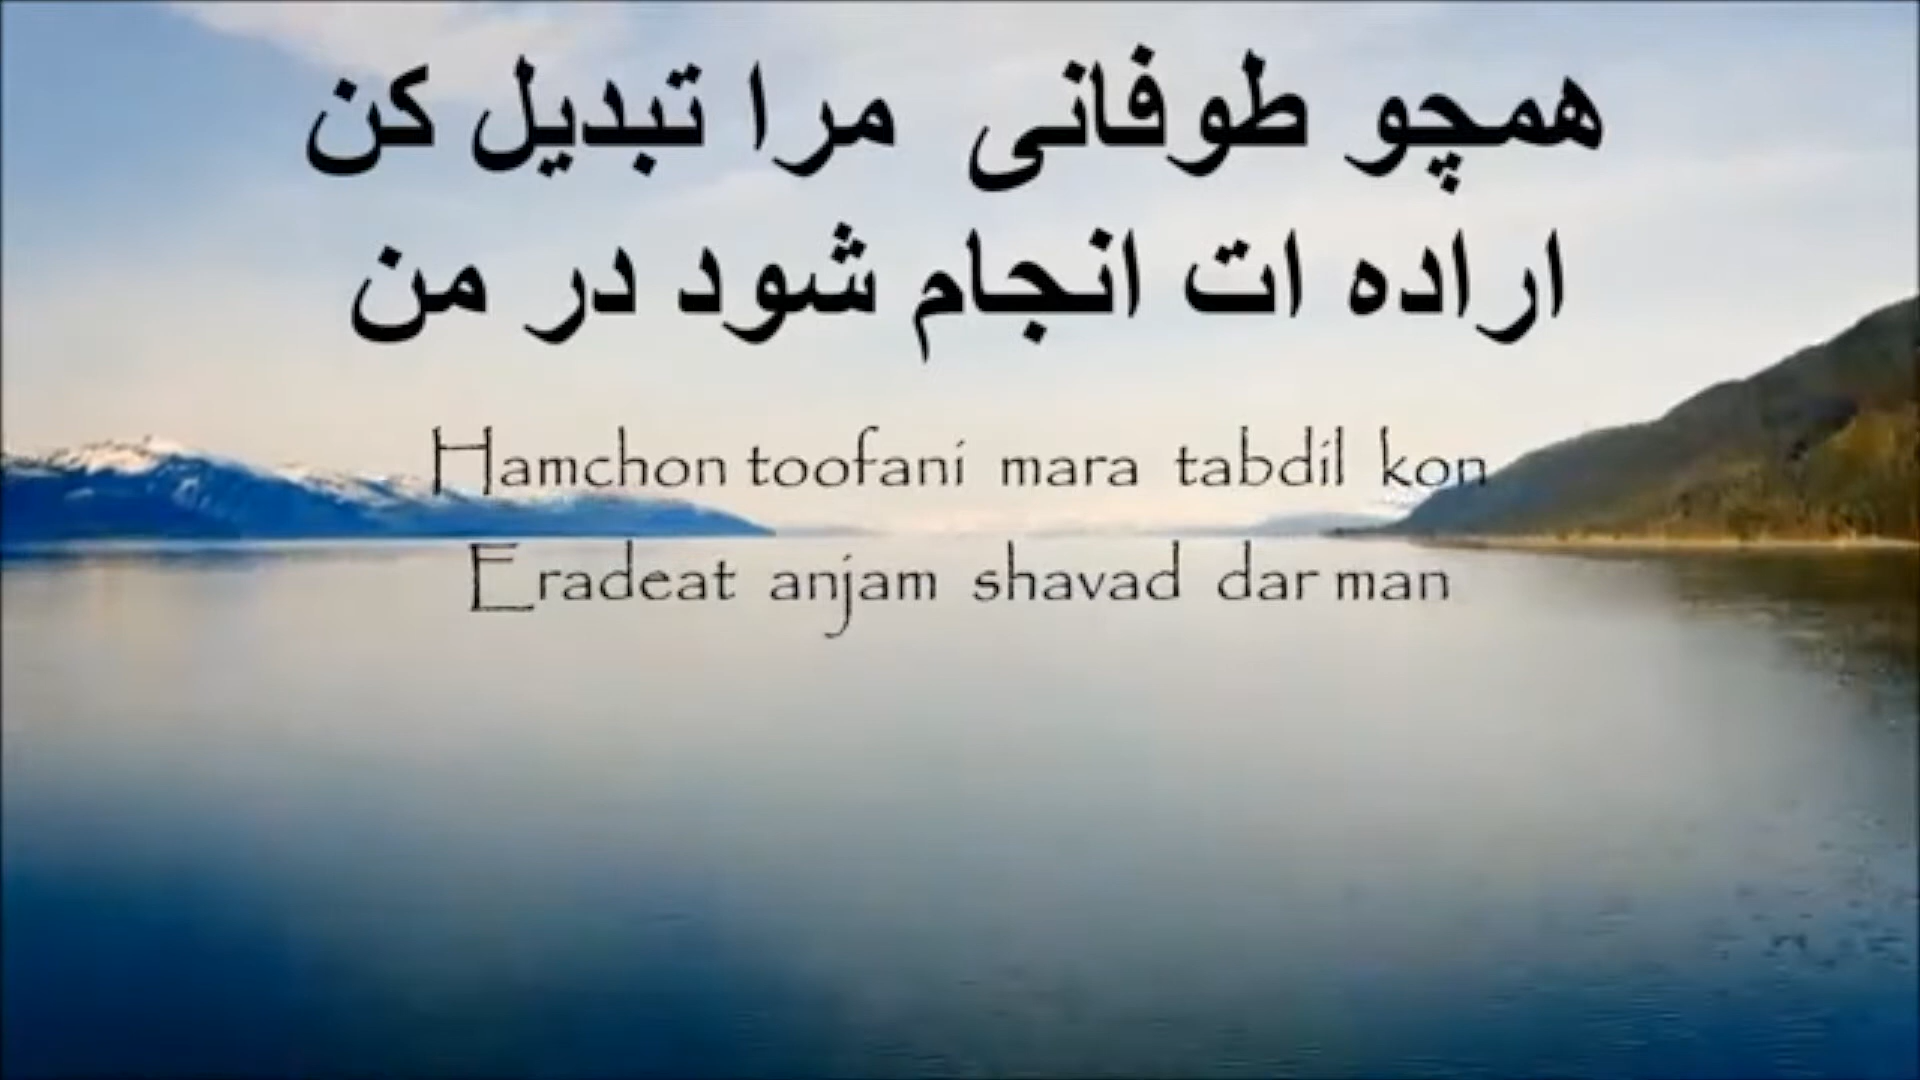 همچو طوفانی مرا تبدیل کن
اراده ات انجام شود در من
Hamchon toofani mara tabdil kon
Eradeat anjam shavad dar man